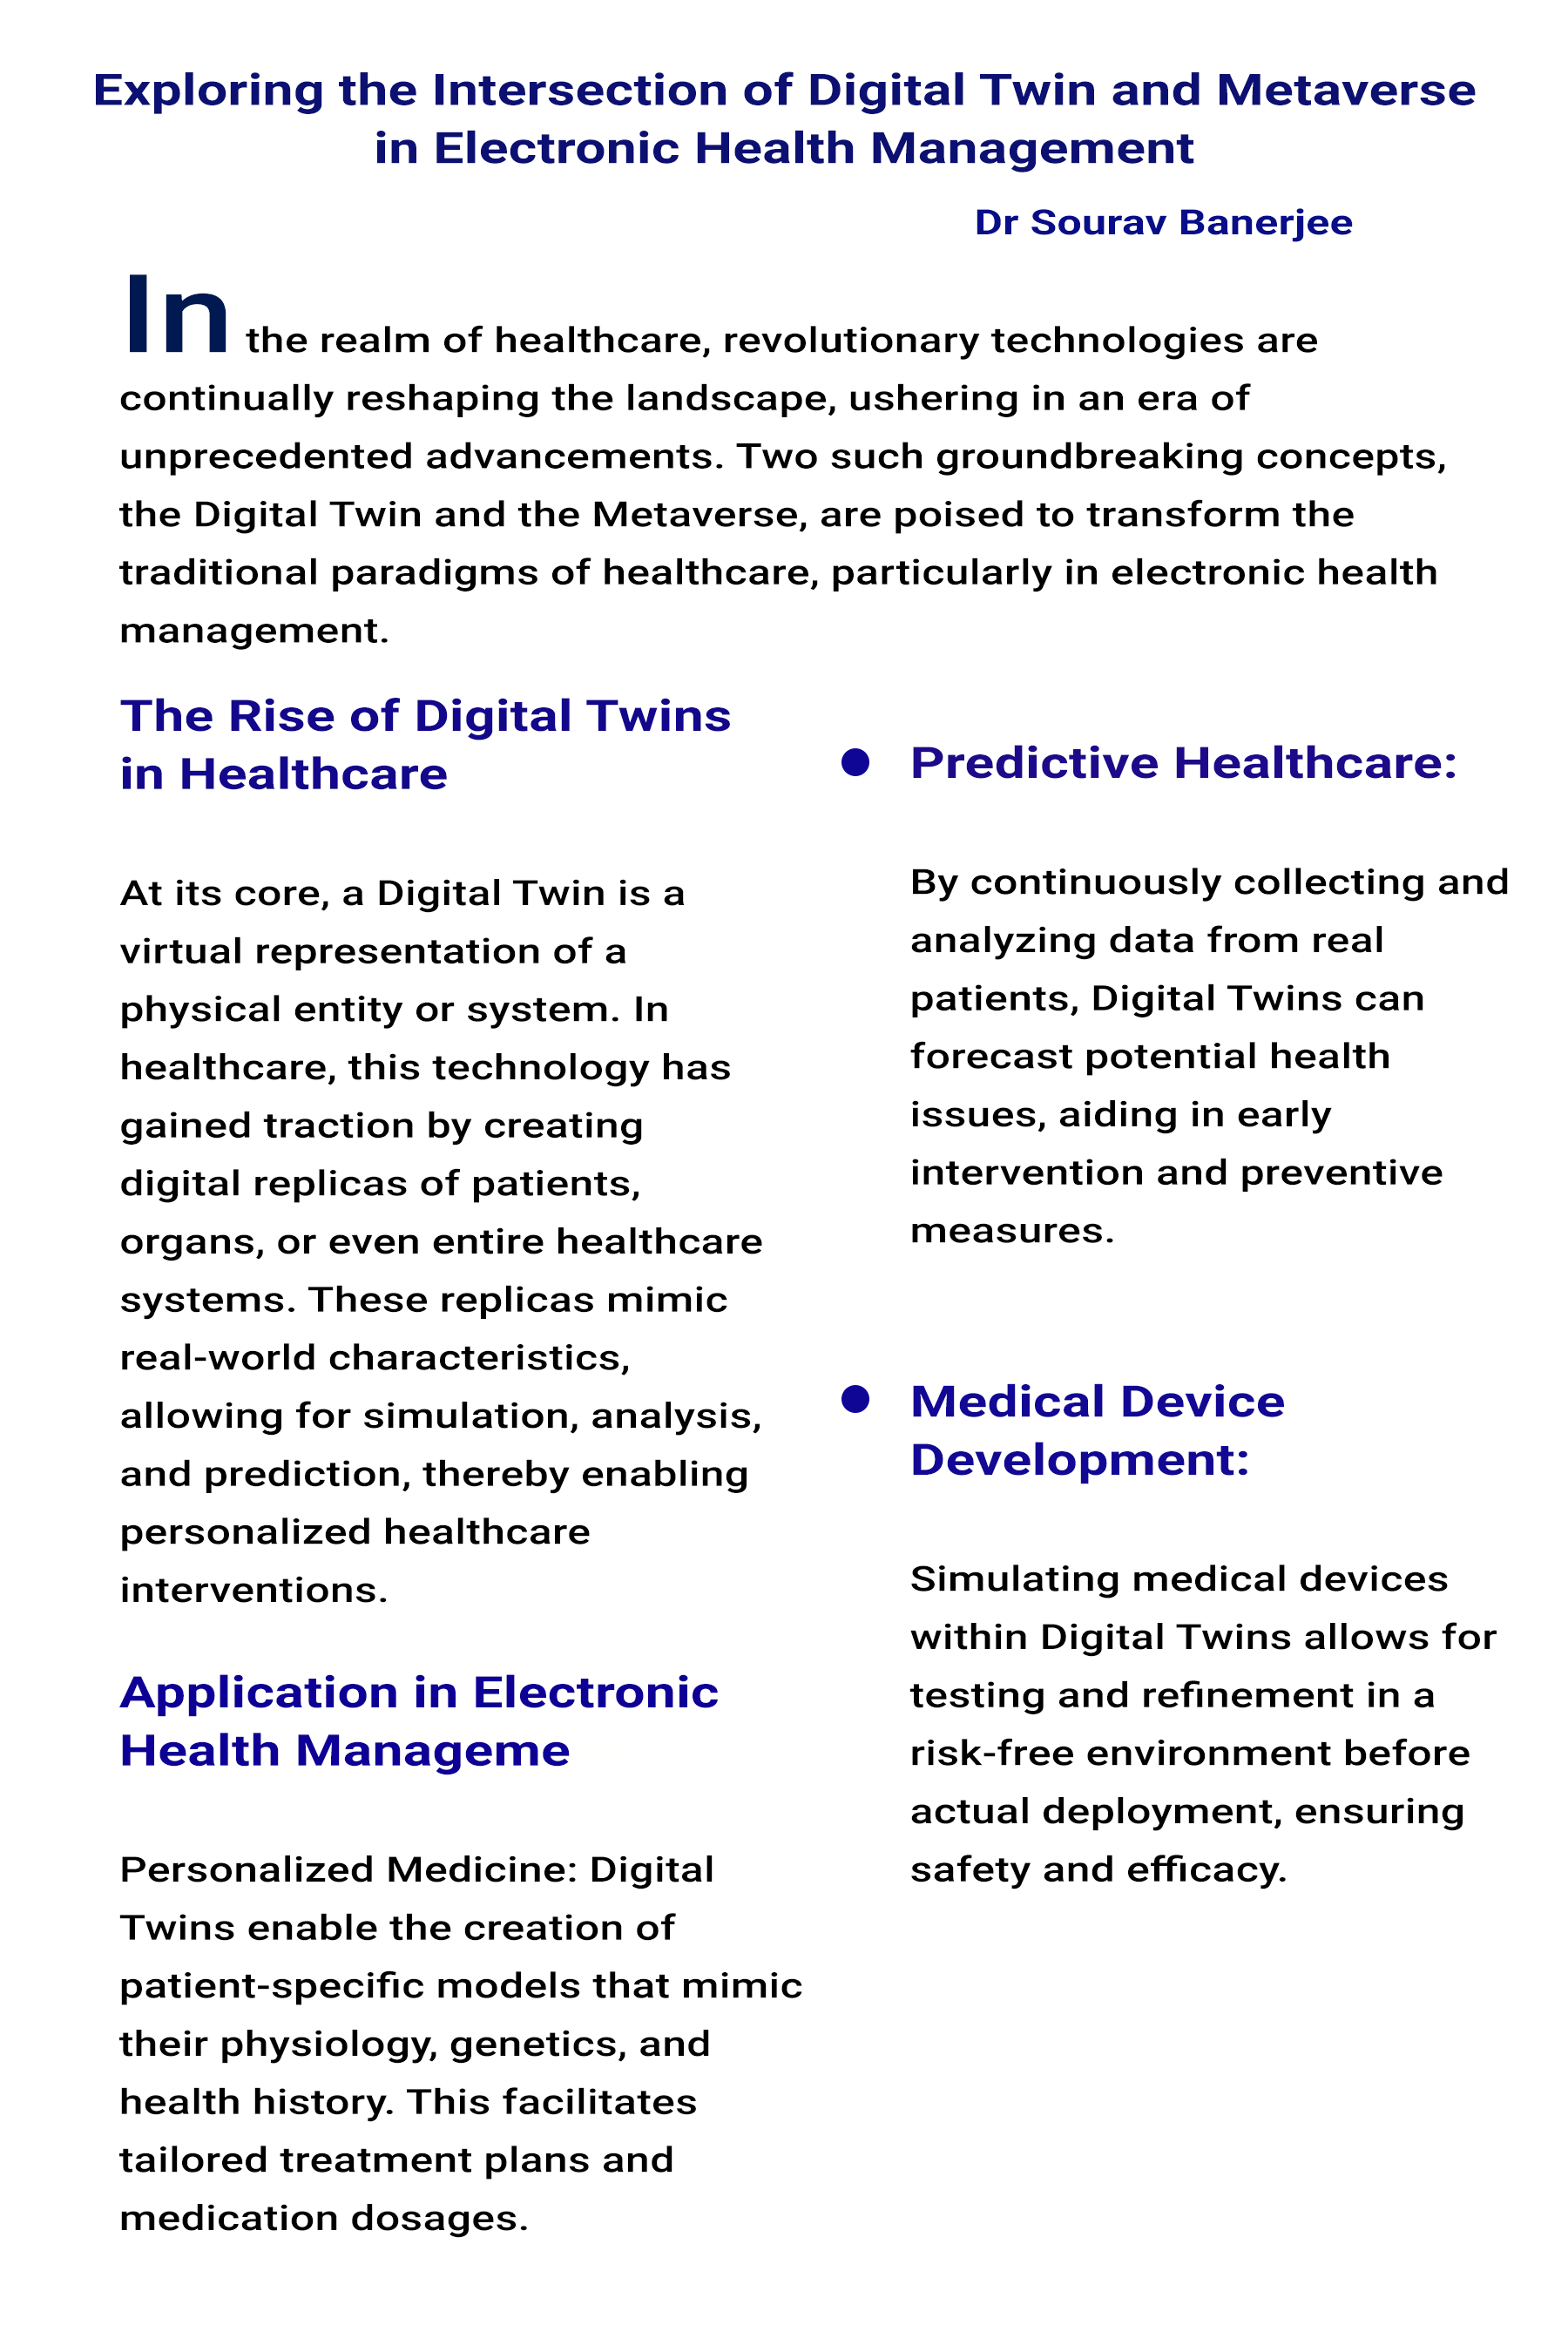 Exploring the Intersection of Digital Twin and Metaverse
in Electronic Health Management
Dr Sourav Banerjee
In the realm of healthcare, revolutionary technologies are
continually reshaping the landscape, ushering in an era of
unprecedented advancements. Two such groundbreaking concepts,
the Digital Twin and the Metaverse, are poised to transform the
traditional paradigms of healthcare, particularly in electronic health
management.
The Rise of Digital Twins
in Healthcare
At its core, a Digital Twin is a
virtual representation of a
physical entity or system. In
healthcare, this technology has
gained traction by creating
digital replicas of patients,
organs, or even entire healthcare
systems. These replicas mimic
real-world characteristics,
allowing for simulation, analysis,
and prediction, thereby enabling
personalized healthcare
interventions.
Application in Electronic
Health Manageme
Personalized Medicine: Digital
Twins enable the creation of
patient-specific models that mimic
their physiology, genetics, and
health history. This facilitates
tailored treatment plans and
medication dosages.
● Predictive Healthcare:
By continuously collecting and
analyzing data from real
patients, Digital Twins can
forecast potential health
issues, aiding in early
intervention and preventive
measures.
● Medical Device
Development:
Simulating medical devices
within Digital Twins allows for
testing and refinement in a
risk-free environment before
actual deployment, ensuring
safety and efficacy.